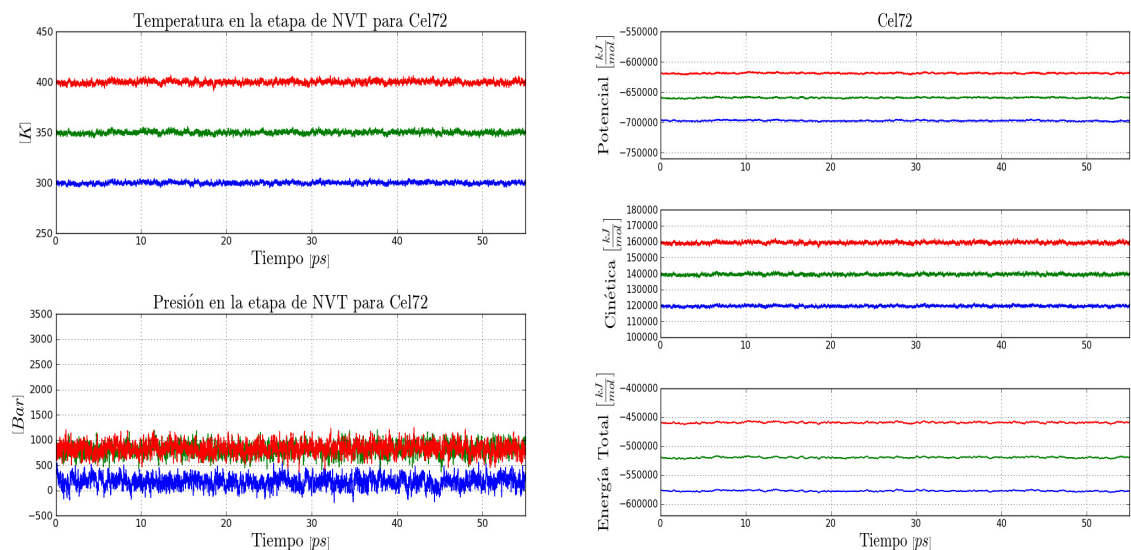 Temperatura en la etapa de NVT para Cel72
450
400
350
300
250
[K]
0 10 20 30 40 50
Tiempo [ps]
Presión en la etapa de NVT para Cel72
3500
3000
2500
2000
1500
1000
500
0
−500
[Bar]
0 10 20 30 40 50
Tiempo [ps]
Cel72
−550000
−600000
−650000
−700000
−750000
Potencial [kJ/mol]
0 10 20 30 40 50
180000
170000
160000
150000
140000
130000
120000
110000
100000
Cinética [kJ/mol]
0 10 20 30 40 50
−400000
−450000
−500000
−550000
−600000
Energía Total [kJ/mol]
0 10 20 30 40 50
Tiempo [ps]